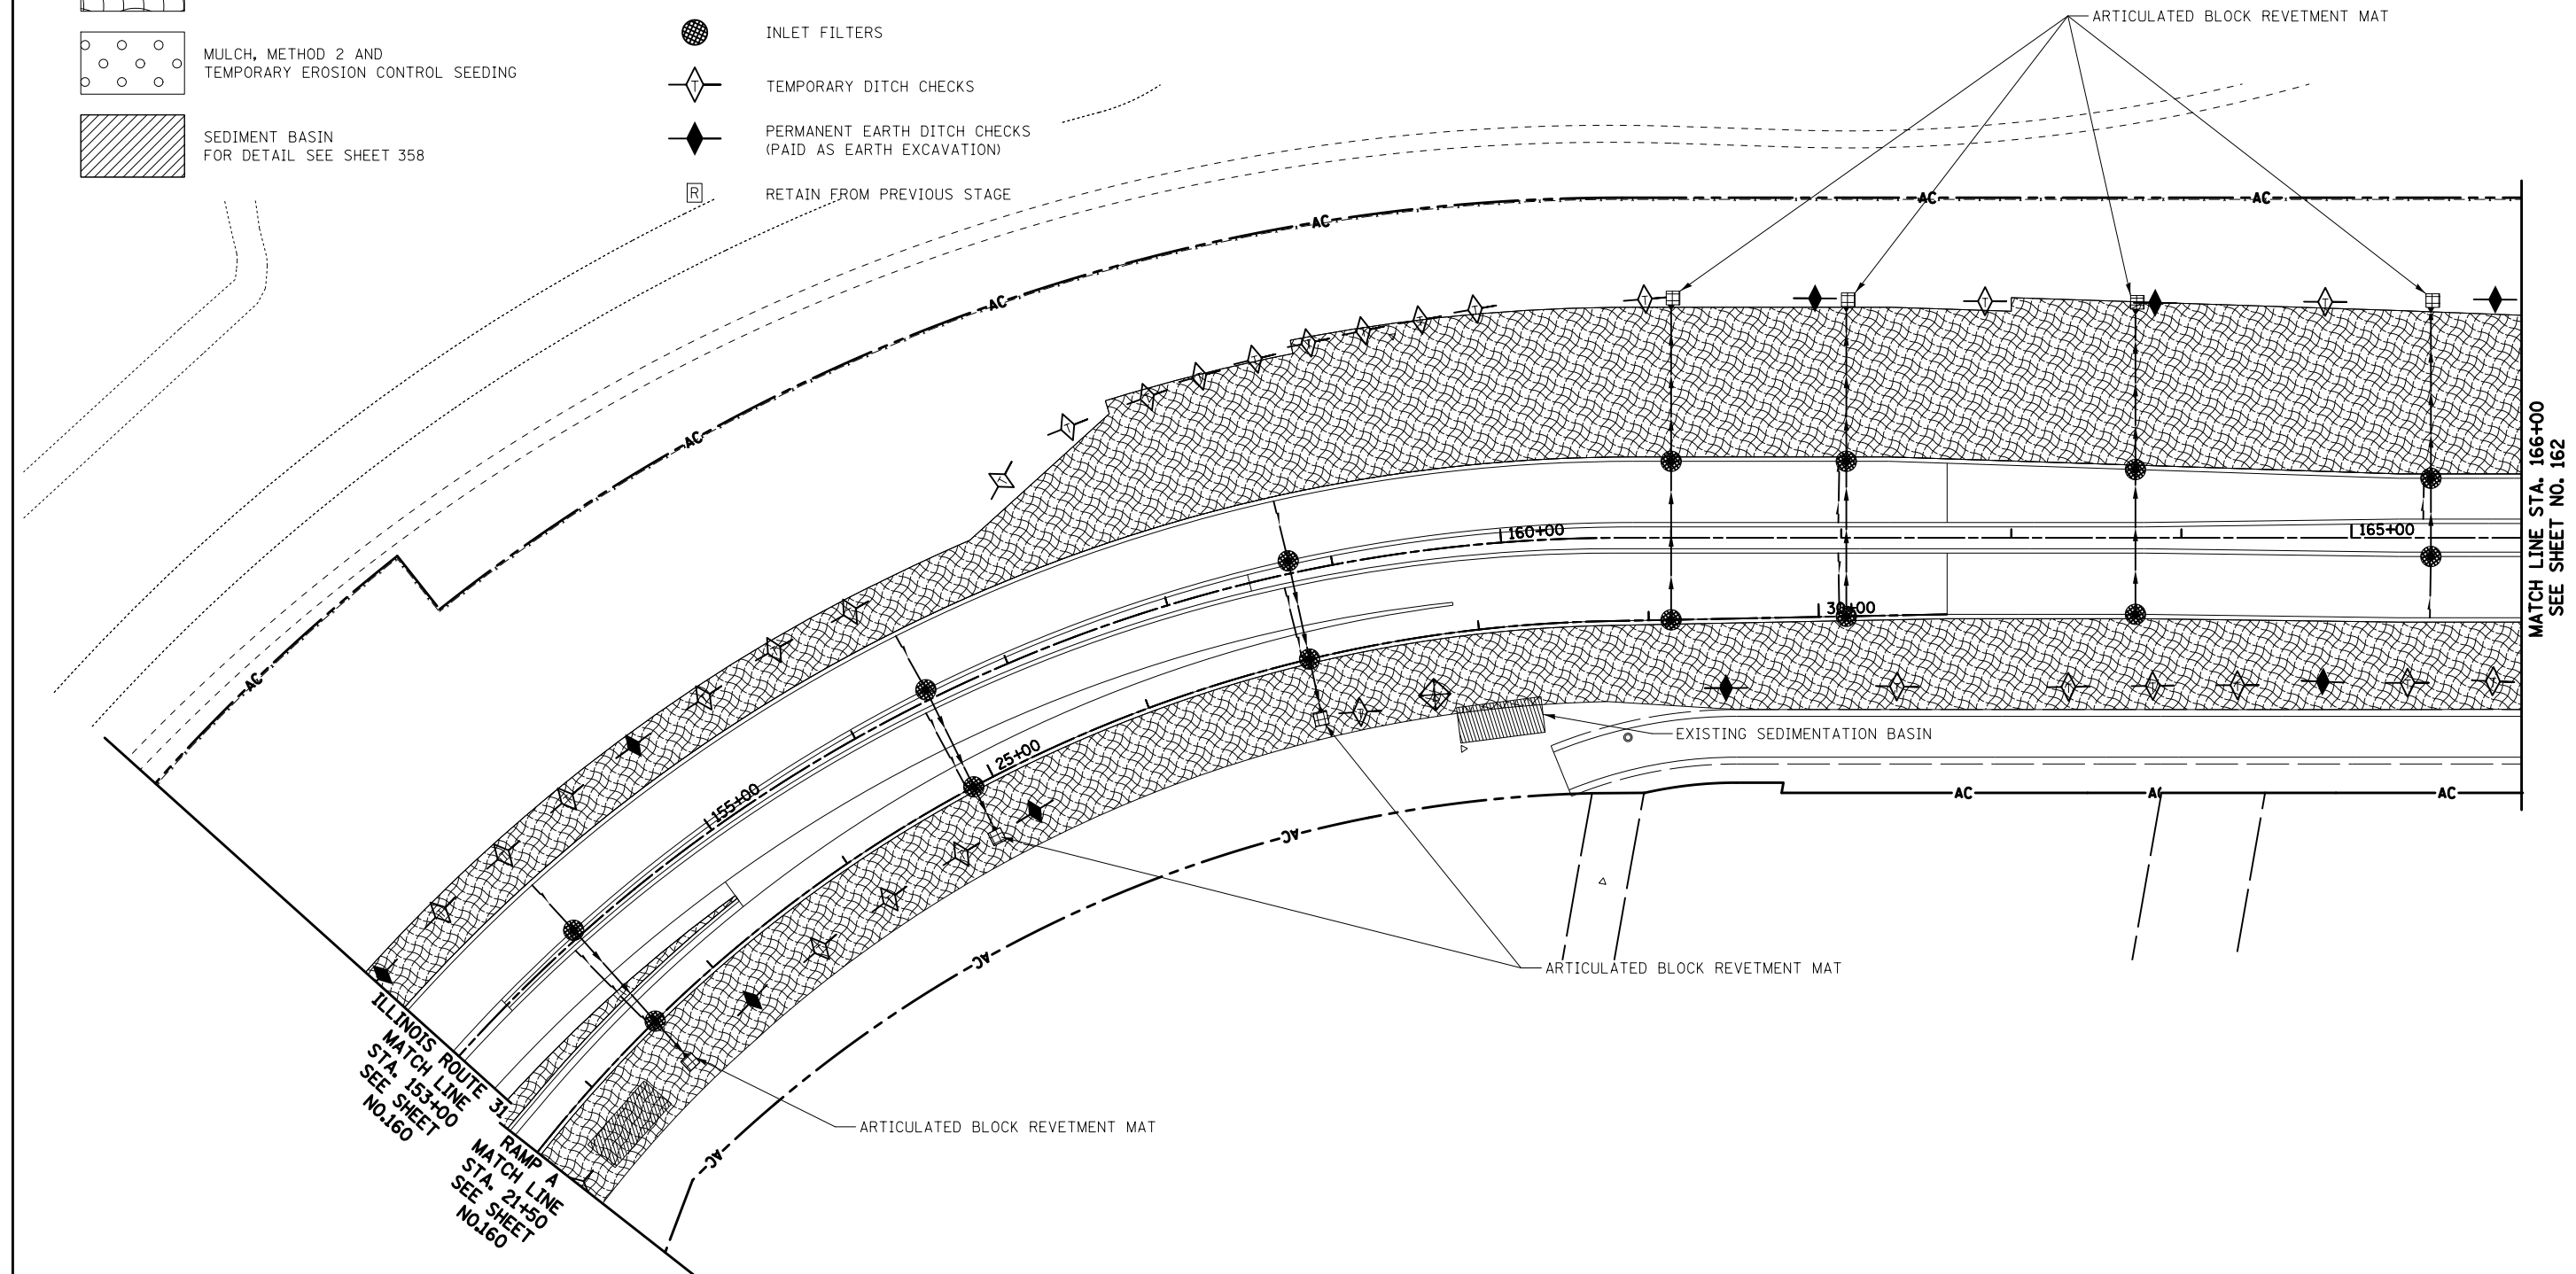 MULCH, METHOD 2 AND
TEMPORARY EROSION CONTROL SEEDING
SEDIMENT BASIN
FOR DETAIL SEE SHEET 358
INLET FILTERS
T
TEMPORARY DITCH CHECKS
PERMANENT EARTH DITCH CHECKS
(PAID AS EARTH EXCAVATION)
R
RETAIN FROM PREVIOUS STAGE
ARTICULATED BLOCK REVETMENT MAT
AC
AC
AC
AC
AC
AC
T
T
T
T
T
T
T
T
T
T
T
T
T
160+00
165+00
30+00
MATCH LINE STA. 166+00
SEE SHEET NO. 162
T
T
T
T
T
T
T
T
T
T
T
T
EXISTING SEDIMENTATION BASIN
25+00
155+00
AC
AC
AC
AC
AC
AC
T
T
T
T
ARTICULATED BLOCK REVETMENT MAT
ILLINOIS ROUTE 31
MATCH LINE
STA. 153+00
SEE SHEET
NO.160
ARTICULATED BLOCK REVETMENT MAT
RAMP A
MATCH LINE
STA. 21+50
SEE SHEET
NO.160